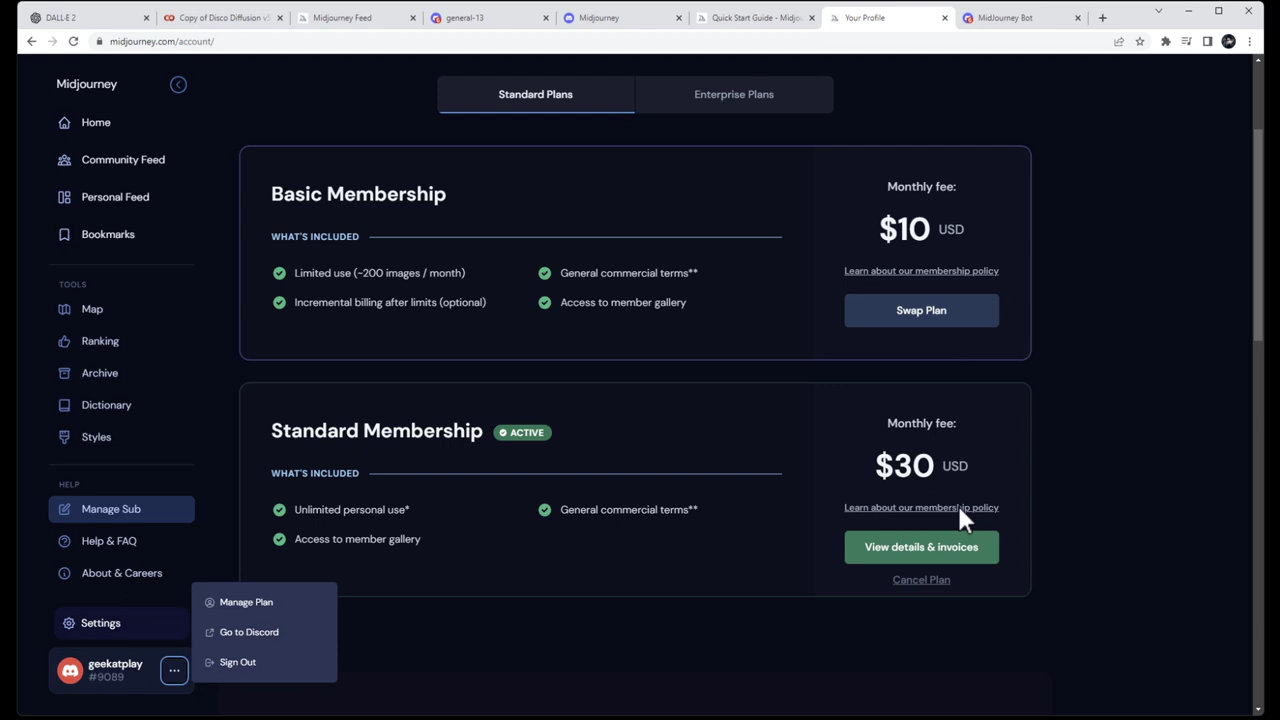 DALL-E 2
Copy of Disco Diffusion v5
Midjourney Feed
general-13
Midjourney
Quick Start Guide - Midjou
Your Profile
MidJourney Bot
midjourney.com/account/
Midjourney
Home
Community Feed
Personal Feed
Bookmarks
TOOLS
Map
Ranking
Archive
Dictionary
Styles
HELP
Manage Sub
Help & FAQ
About & Careers
Settings
geekatplay
#9089
...
Manage Plan
Go to Discord
Sign Out
Standard Plans
Enterprise Plans
Basic Membership
WHAT'S INCLUDED
Limited use (~200 images / month)
General commercial terms**
Incremental billing after limits (optional)
Access to member gallery
Monthly fee:
$10 USD
Learn about our membership policy
Swap Plan
Standard Membership
ACTIVE
WHAT'S INCLUDED
Unlimited personal use*
General commercial terms**
Access to member gallery
Monthly fee:
$30 USD
Learn about our membership policy
View details & invoices
Cancel Plan